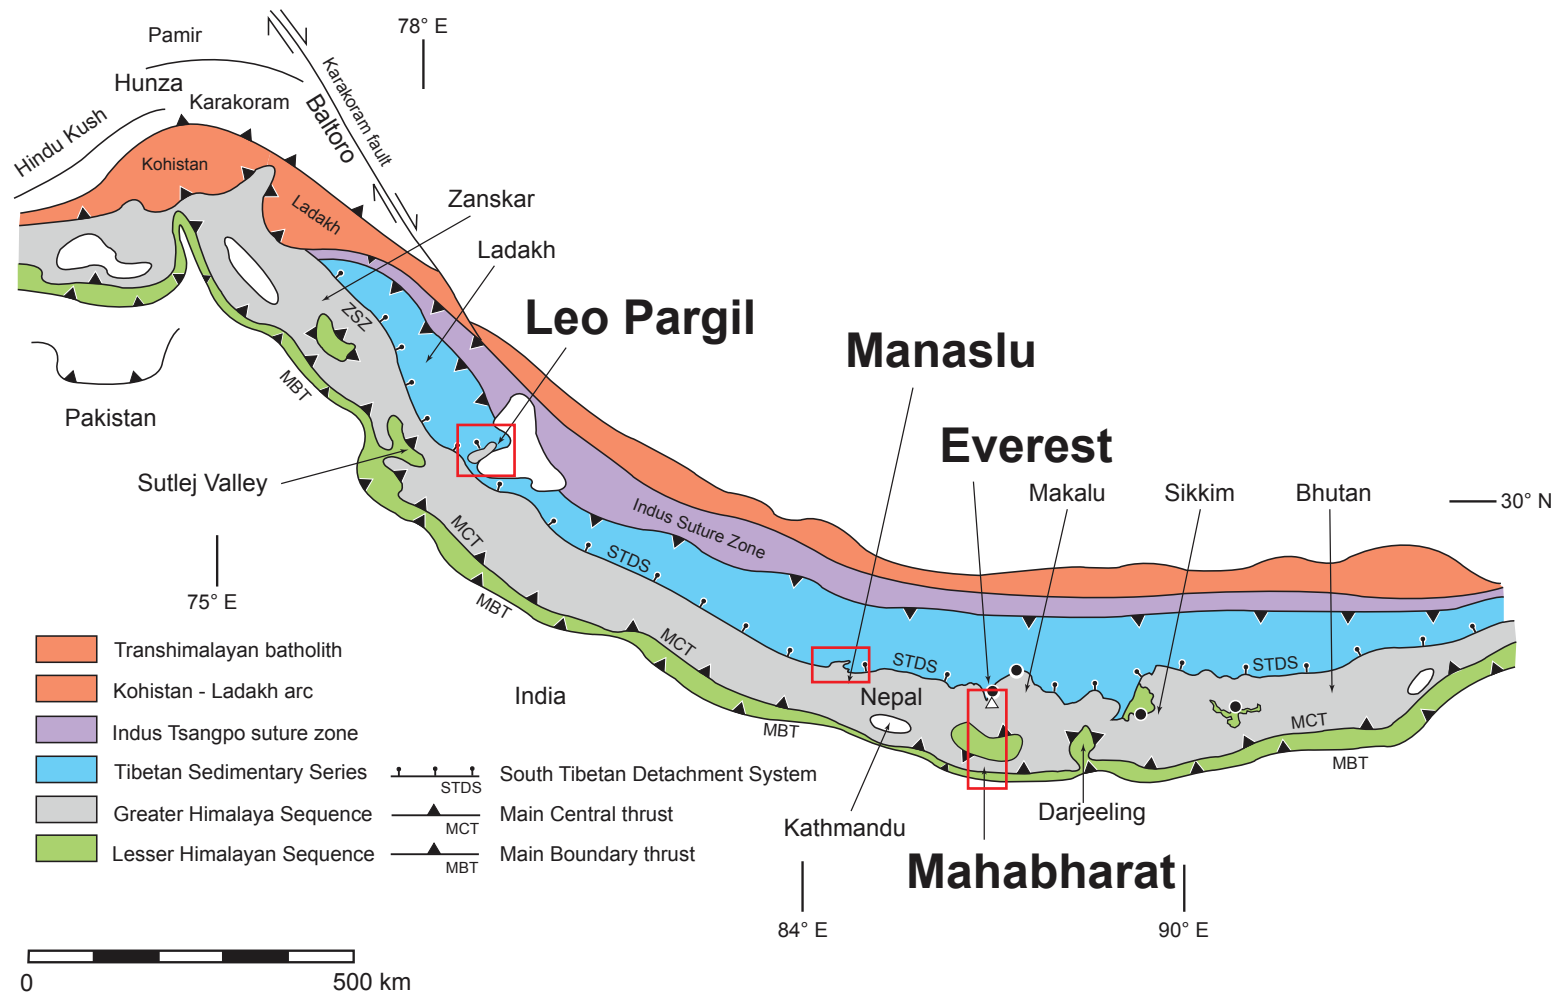 78° E
Pamir
Hunza
Karakoram
Hindu Kush
Baltoro
Karakoram fault
Kohistan
Ladakh
Zanskar
Ladakh
ZSZ
Leo Pargil
Manaslu
Everest
MBT
Pakistan
Sutlej Valley
Makalu
Sikkim
Bhutan
30° N
Indus Suture Zone
MCT
STDS
75° E
MBT
MCT
STDS
STDS
Nepal
India
MBT
MCT
MBT
Transhimalayan batholith
Kohistan - Ladakh arc
Indus Tsangpo suture zone
Tibetan Sedimentary Series
Greater Himalaya Sequence
Lesser Himalayan Sequence
STDS
South Tibetan Detachment System
MCT
Main Central thrust
MBT
Main Boundary thrust
Kathmandu
Darjeeling
Mahabharat
84° E
90° E
0
500 km